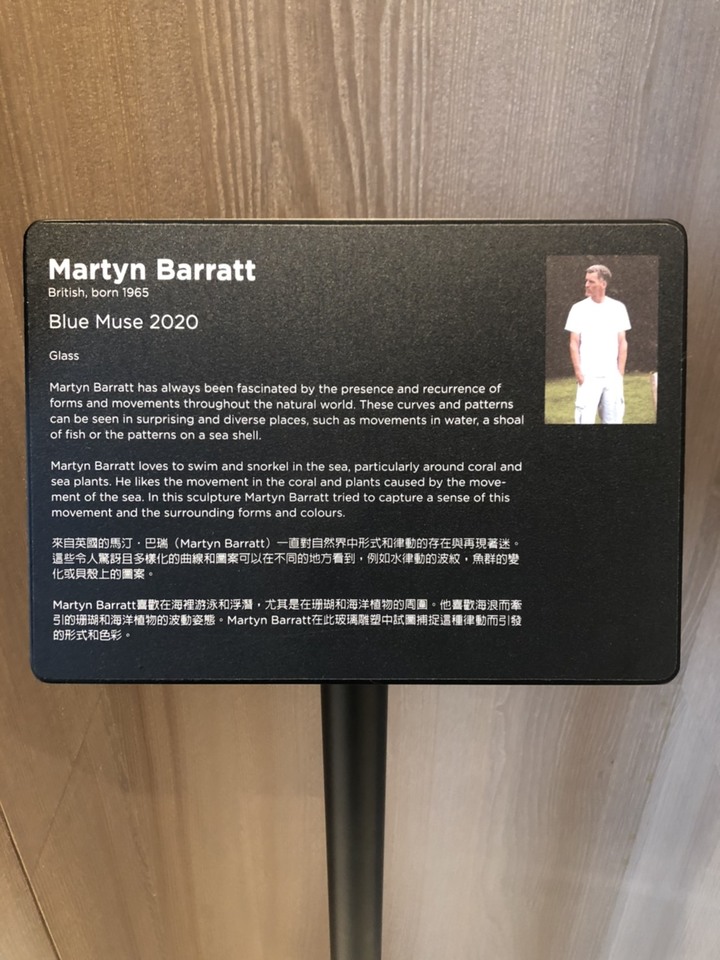 Martyn Barratt
British, born 1965
Blue Muse 2020
Glass
Martyn Barratt has always been fascinated by the presence and recurrence of
forms and movements throughout the natural world. These curves and patterns
can be seen in surprising and diverse places, such as movements in water, a shoal
of fish or the patterns on a sea shell.
Martyn Barratt loves to swim and snorkel in the sea, particularly around coral and
sea plants. He likes the movement in the coral and plants caused by the move-
ment of the sea. In this sculpture Martyn Barratt tried to capture a sense of this
movement and the surrounding forms and colours.
來自英國的馬汀．巴瑞（Martyn Barratt）一直對自然界中形式和律動的存在與再現著迷。
這些令人驚訝且多樣化的曲線和圖案可以在不同的地方看到，例如水律動的波紋，魚群的變
化或貝殼上的圖案。
Martyn Barratt喜歡在海裡游泳和浮潛，尤其是在珊瑚和海洋植物的周圍。他喜歡海浪而牽
引的珊瑚和海洋植物的波動姿態。Martyn Barratt在此玻璃雕塑中試圖捕捉這種律動而引發
的形式和色彩。